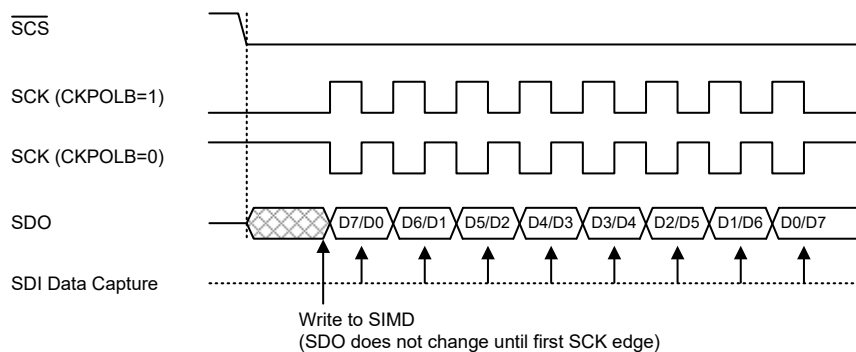 SCS
SCK (CKPOLB=1)
SCK (CKPOLB=0)
SDO
D7/D0 D6/D1 D5/D2 D4/D3 D3/D4 D2/D5 D1/D6 D0/D7
SDI Data Capture
Write to SIMD
(SDO does not change until first SCK edge)